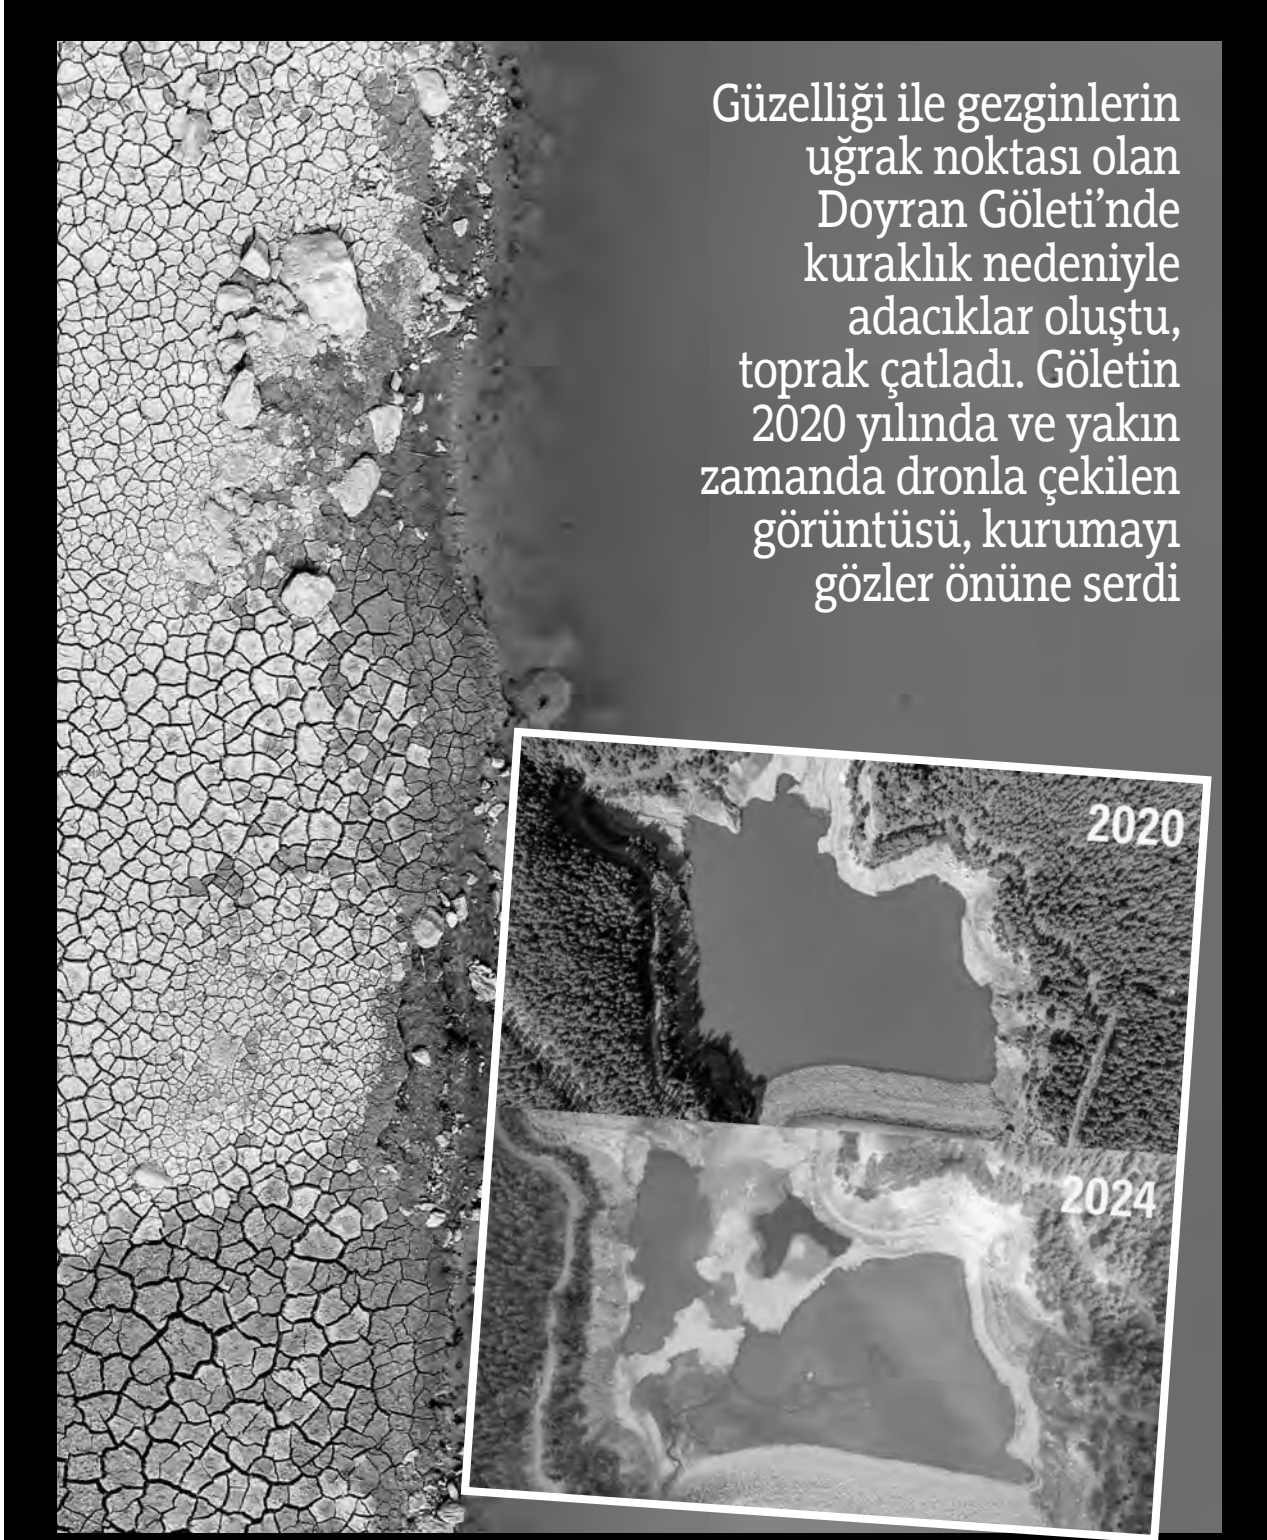 Güzelliği ile gezginlerin
uğrak noktası olan
Doyran Göleti’nde
kuraklık nedeniyle
adacıklar oluştu,
toprak çatladı. Göletin
2020 yılında ve yakın
zamanda dronla çekilen
görüntüsü, kurumayı
gözler önüne serdi
2020
2024